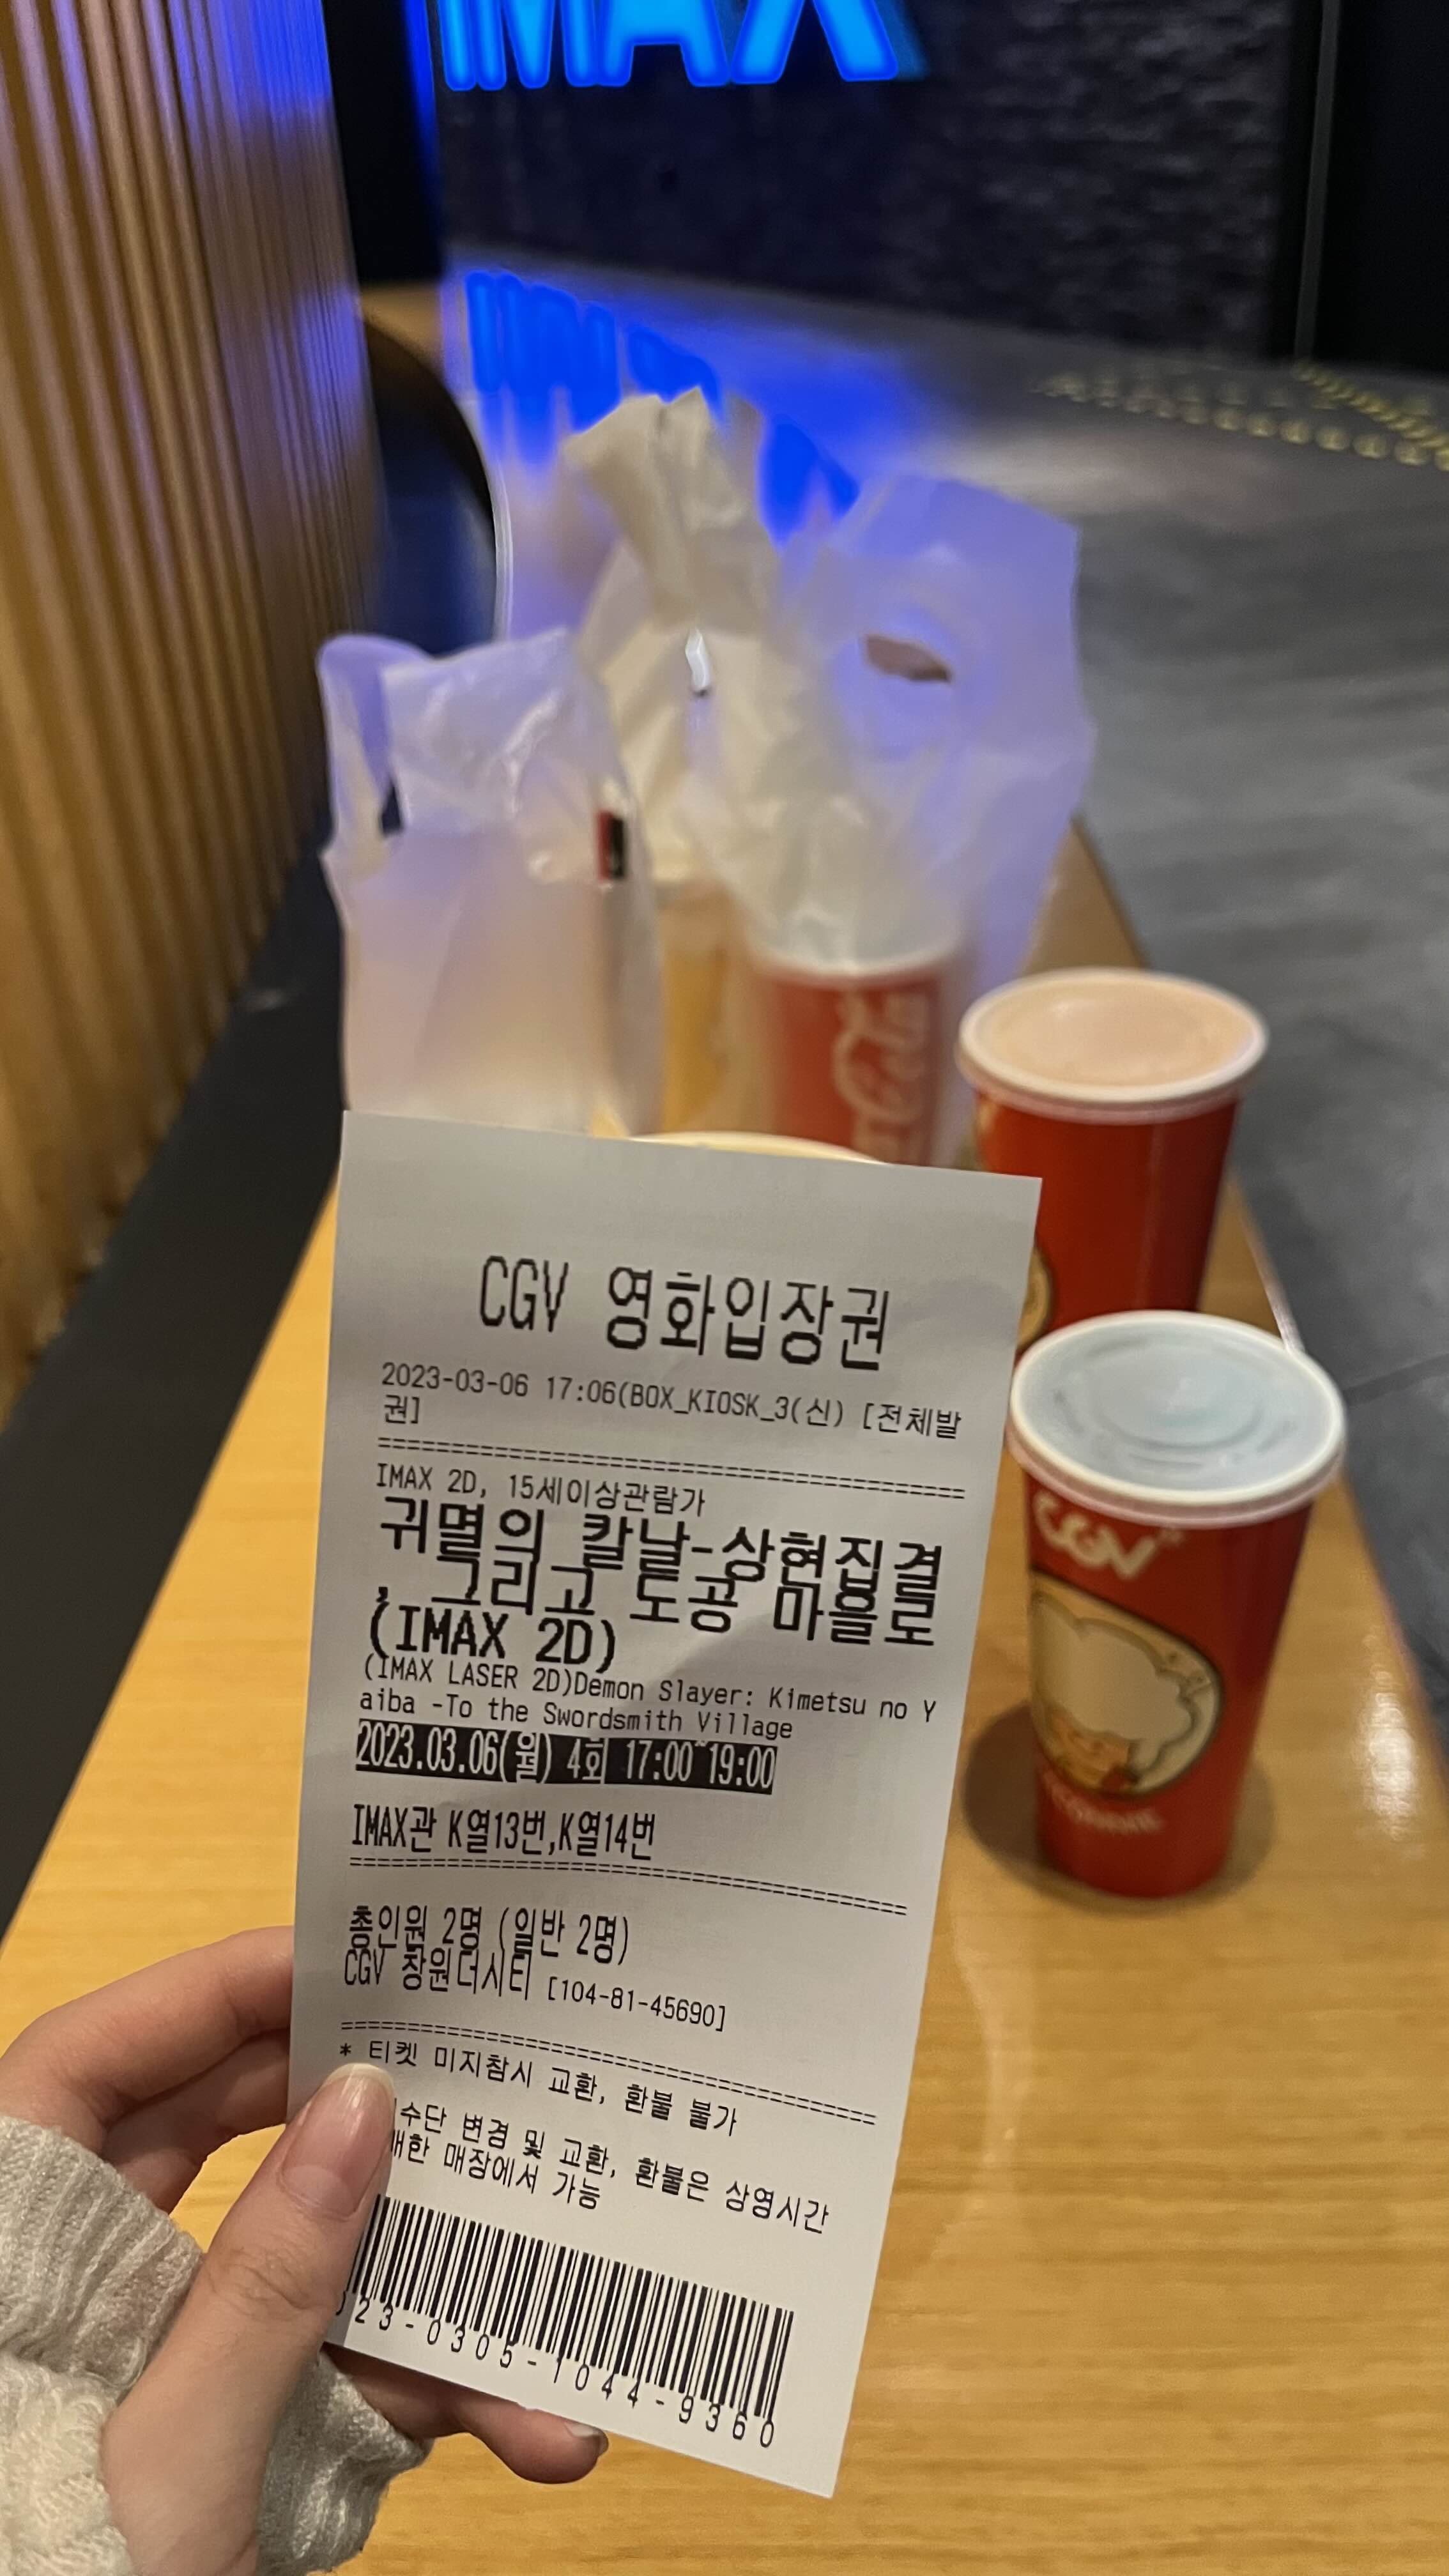 IMAX
Coca-Cola
CGV
CGV 영화입장권
2023-03-06 17:06(BOX_KIOSK_3(신) [전체발
권]
IMAX 2D, 15세이상관람가
귀멸의 칼날-상현집결
, 그리고 도공 마을로
(IMAX 2D)
(IMAX LASER 2D)Demon Slayer: Kimetsu no Y
aiba -To the Swordsmith Village
2023.03.06(월) 4회 17:00~19:00
IMAX관 K열13번,K열14번
총인원 2명 (일반 2명)
CGV 창원더시티 [104-81-45690]
* 티켓 미지참시 교환, 환불 불가
수단 변경 및 교환, 환불은 상영시간
매한 매장에서 가능
23-0305-1044-9360